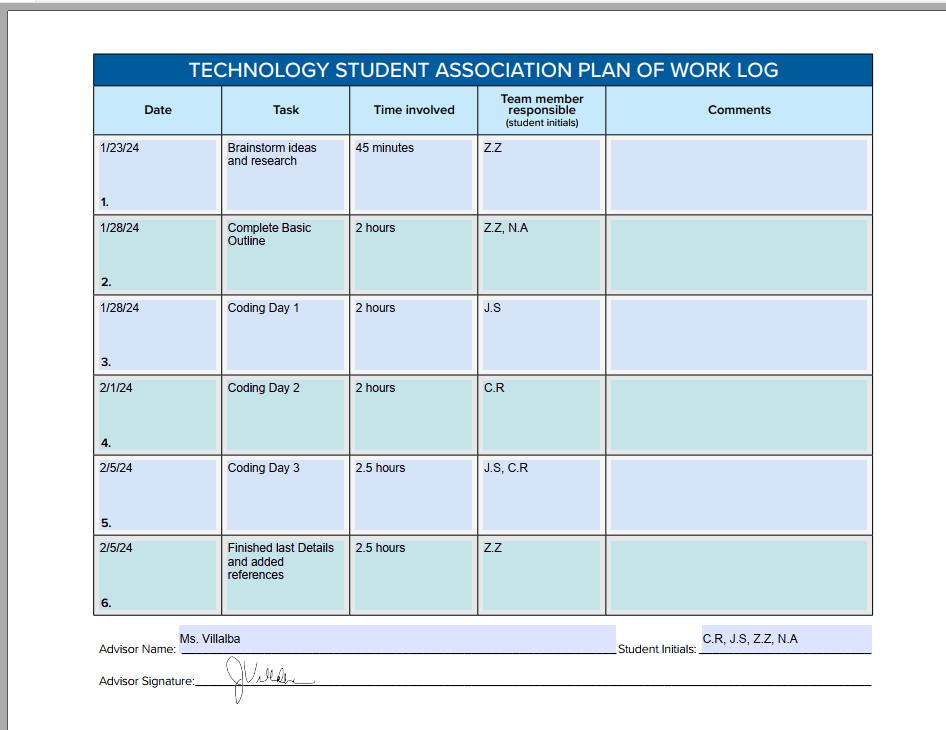 TECHNOLOGY STUDENT ASSOCIATION PLAN OF WORK LOG
Date
Task
Time involved
Team member
responsible
(student initials)
Comments
1/23/24
1.
Brainstorm ideas
and research
45 minutes
Z.Z
1/28/24
2.
Complete Basic
Outline
2 hours
Z.Z, N.A
1/28/24
3.
Coding Day 1
2 hours
J.S
2/1/24
4.
Coding Day 2
2 hours
C.R
2/5/24
5.
Coding Day 3
2.5 hours
J.S, C.R
2/5/24
6.
Finished last Details
and added
references
2.5 hours
Z.Z
Advisor Name: Ms. Villalba
Student Initials: C.R, J.S, Z.Z, N.A
Advisor Signature: